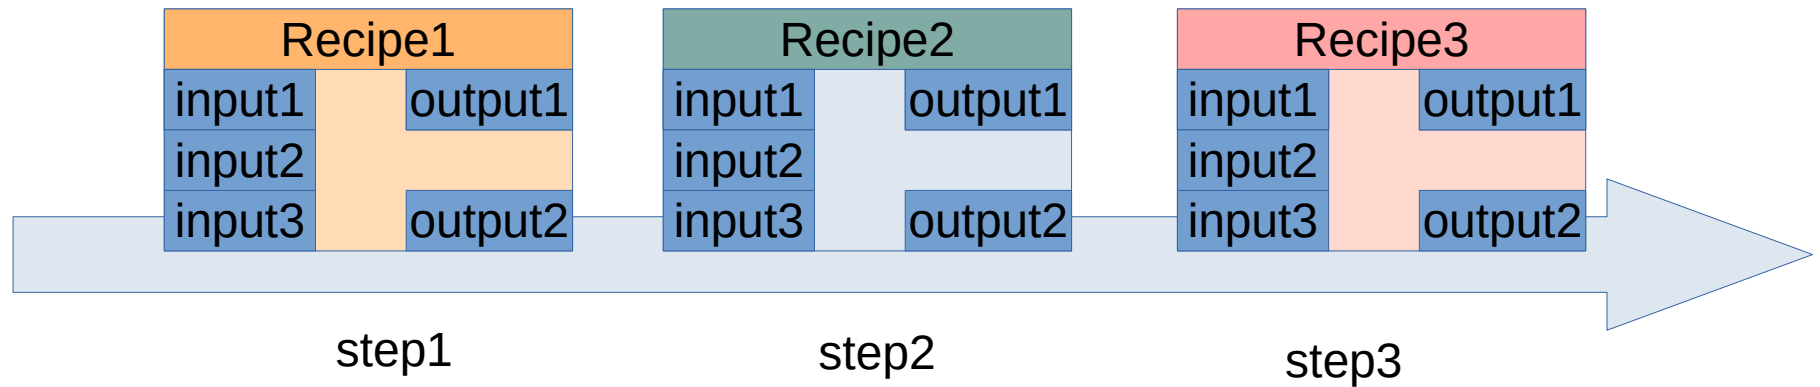 Recipe1
input1
output1
input2
input3
output2
Recipe2
input1
output1
input2
input3
output2
Recipe3
input1
output1
input2
input3
output2
step1
step2
step3